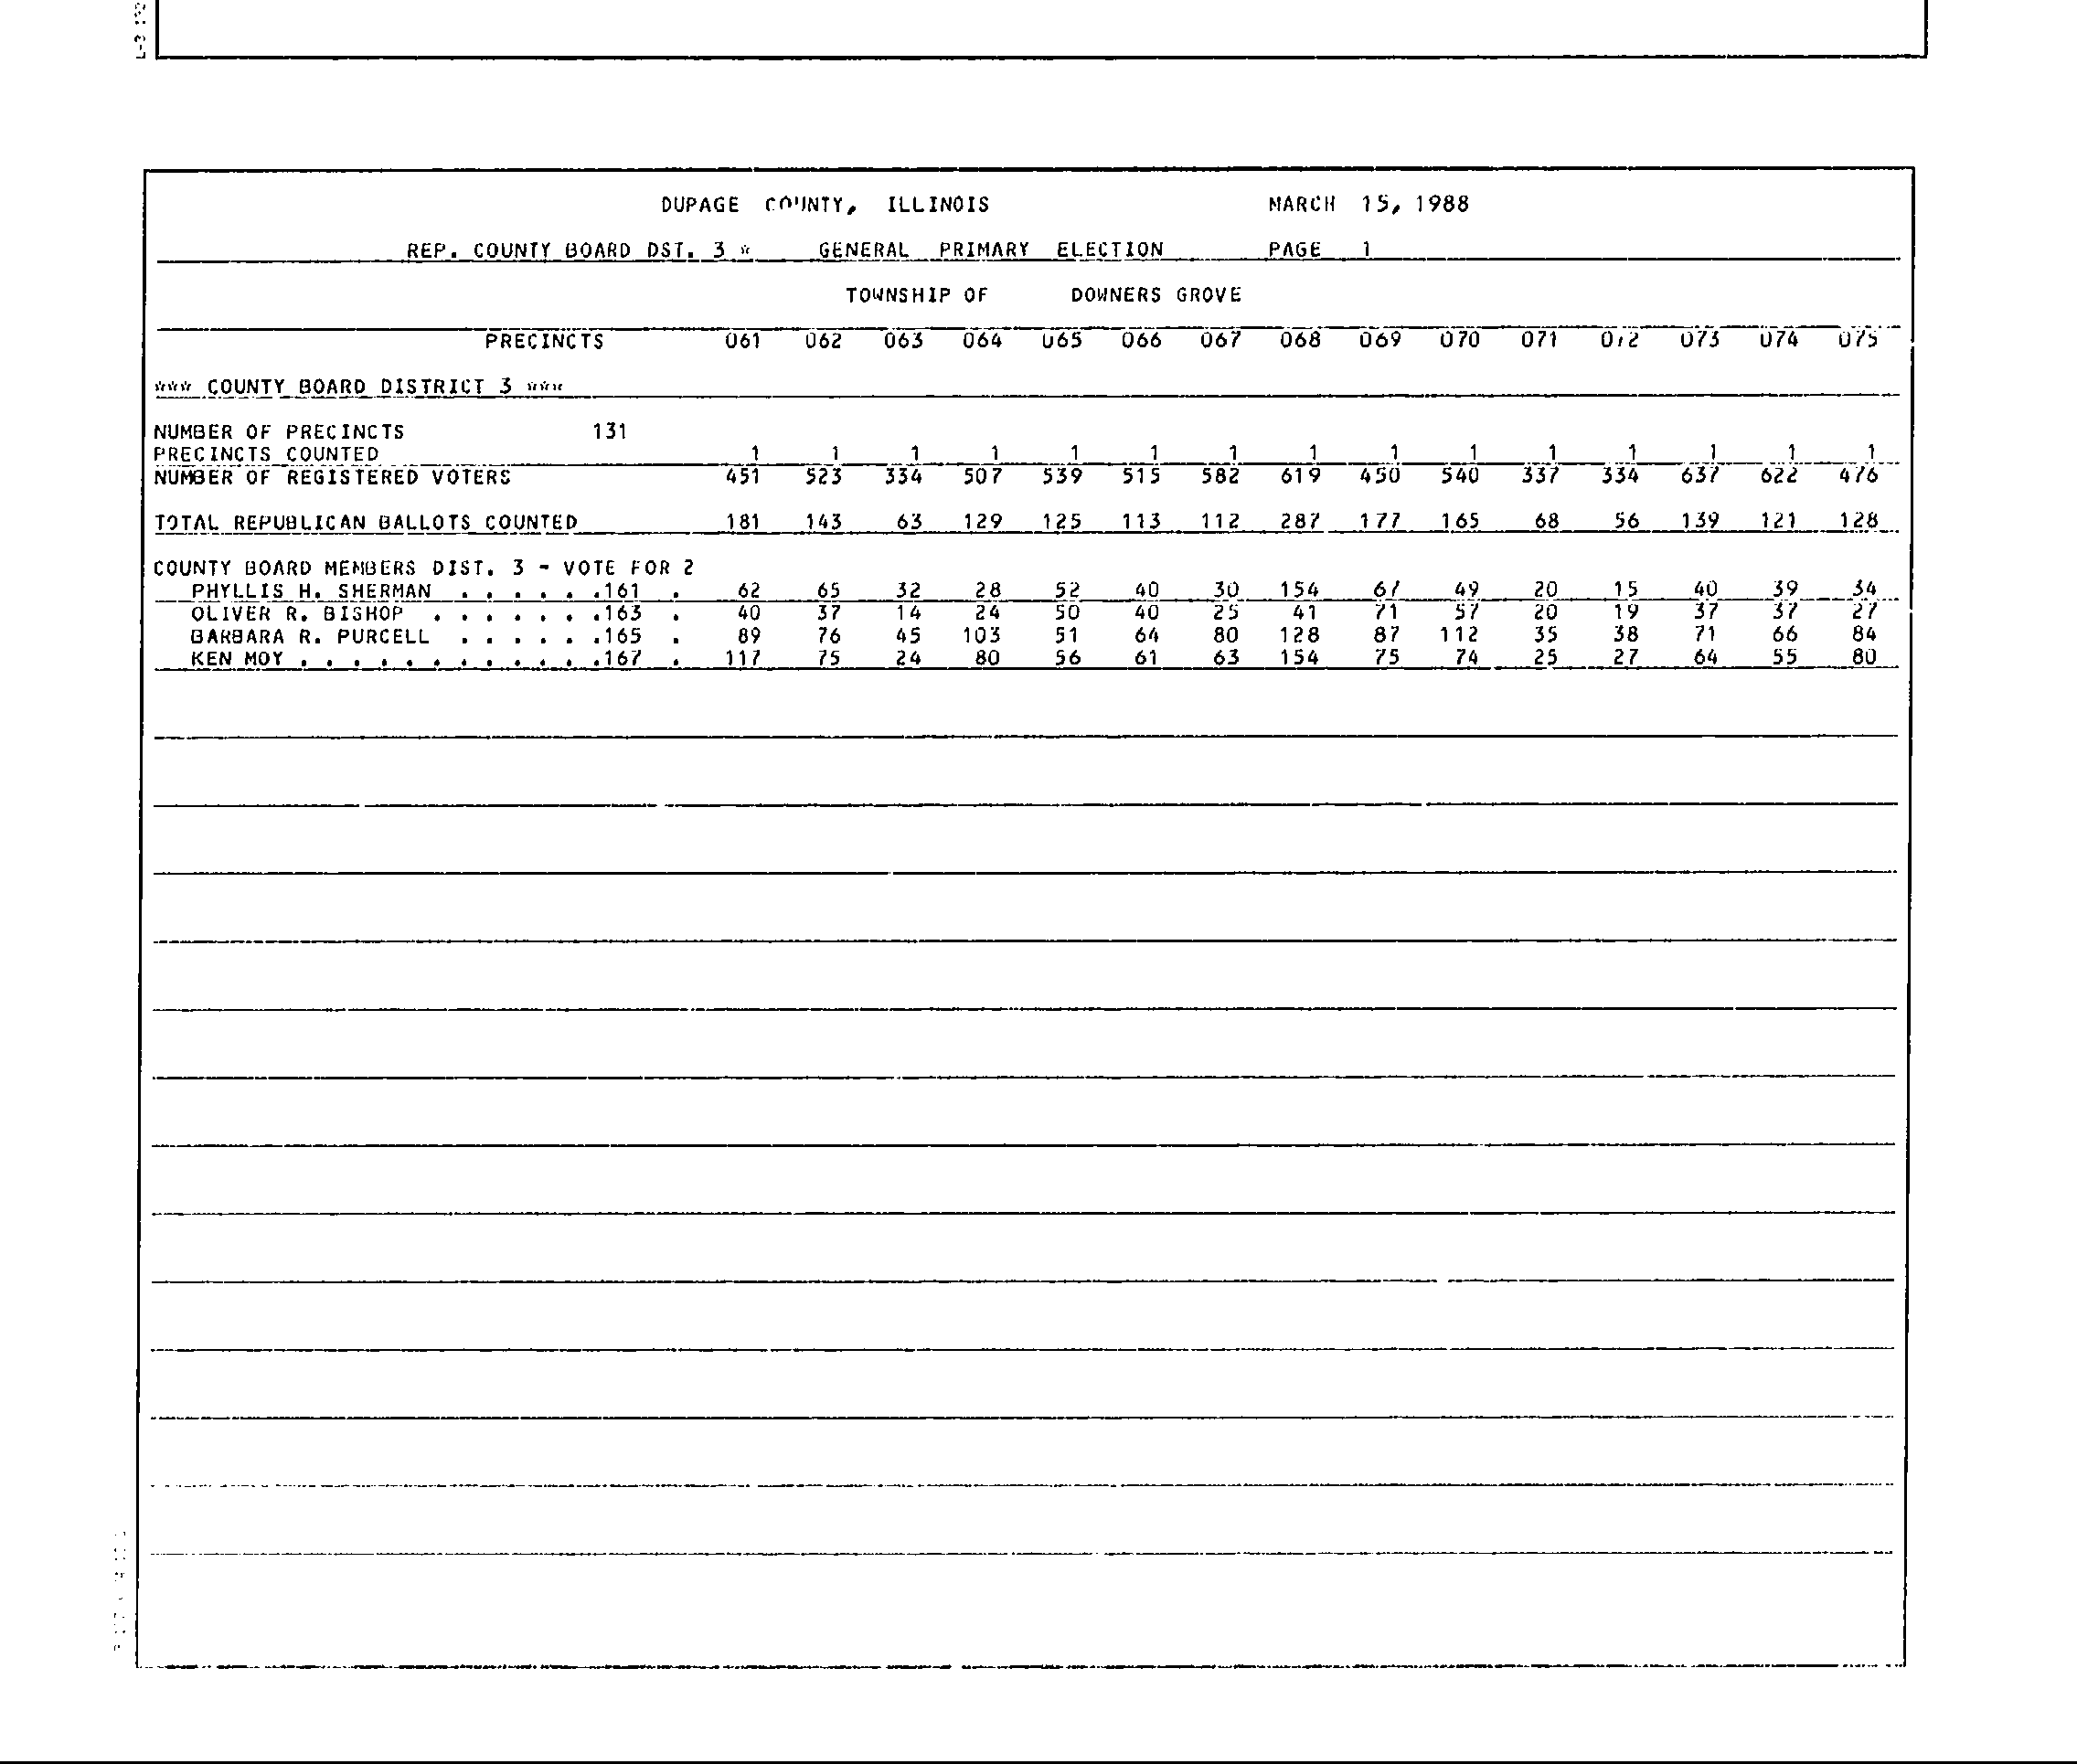 DUPAGE COUNTY, ILLINOIS MARCH 15, 1988
REP. COUNTY BOARD DST. 3 * GENERAL PRIMARY ELECTION PAGE 1
TOWNSHIP OF DOWNERS GROVE
PRECINCTS 061 062 063 064 065 066 067 068 069 070 071 072 073 074 075
*** COUNTY BOARD DISTRICT 3 ***
NUMBER OF PRECINCTS 131
PRECINCTS COUNTED 1 1 1 1 1 1 1 1 1 1 1 1 1 1 1
NUMBER OF REGISTERED VOTERS 451 523 334 507 539 515 582 619 450 540 337 334 637 622 476
TOTAL REPUBLICAN BALLOTS COUNTED 181 143 63 129 125 113 112 287 177 165 68 56 139 121 128
COUNTY BOARD MEMBERS DIST. 3 - VOTE FOR 2
PHYLLIS H. SHERMAN . . . . . .161 . 62 65 32 28 52 40 30 154 67 49 20 15 40 39 34
OLIVER R. BISHOP . . . . . . .163 . 40 37 14 24 50 40 25 41 71 57 20 19 37 37 27
BARBARA R. PURCELL . . . . . .165 . 89 76 45 103 51 64 80 128 87 112 35 38 71 66 84
KEN MOY . . . . . . . . . . . .167 . 117 75 24 80 56 61 63 154 75 74 25 27 64 55 80